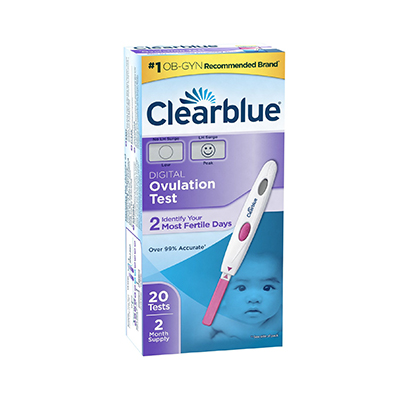 #1 OB-GYN Recommended Brand*
Clearblue®
No LH Surge
LH Surge
Low
Peak
DIGITAL
Ovulation
Test
2 Identify Your
Most Fertile Days
Over 99% Accurate*
Clearblue
20
Tests
2
Month
Supply